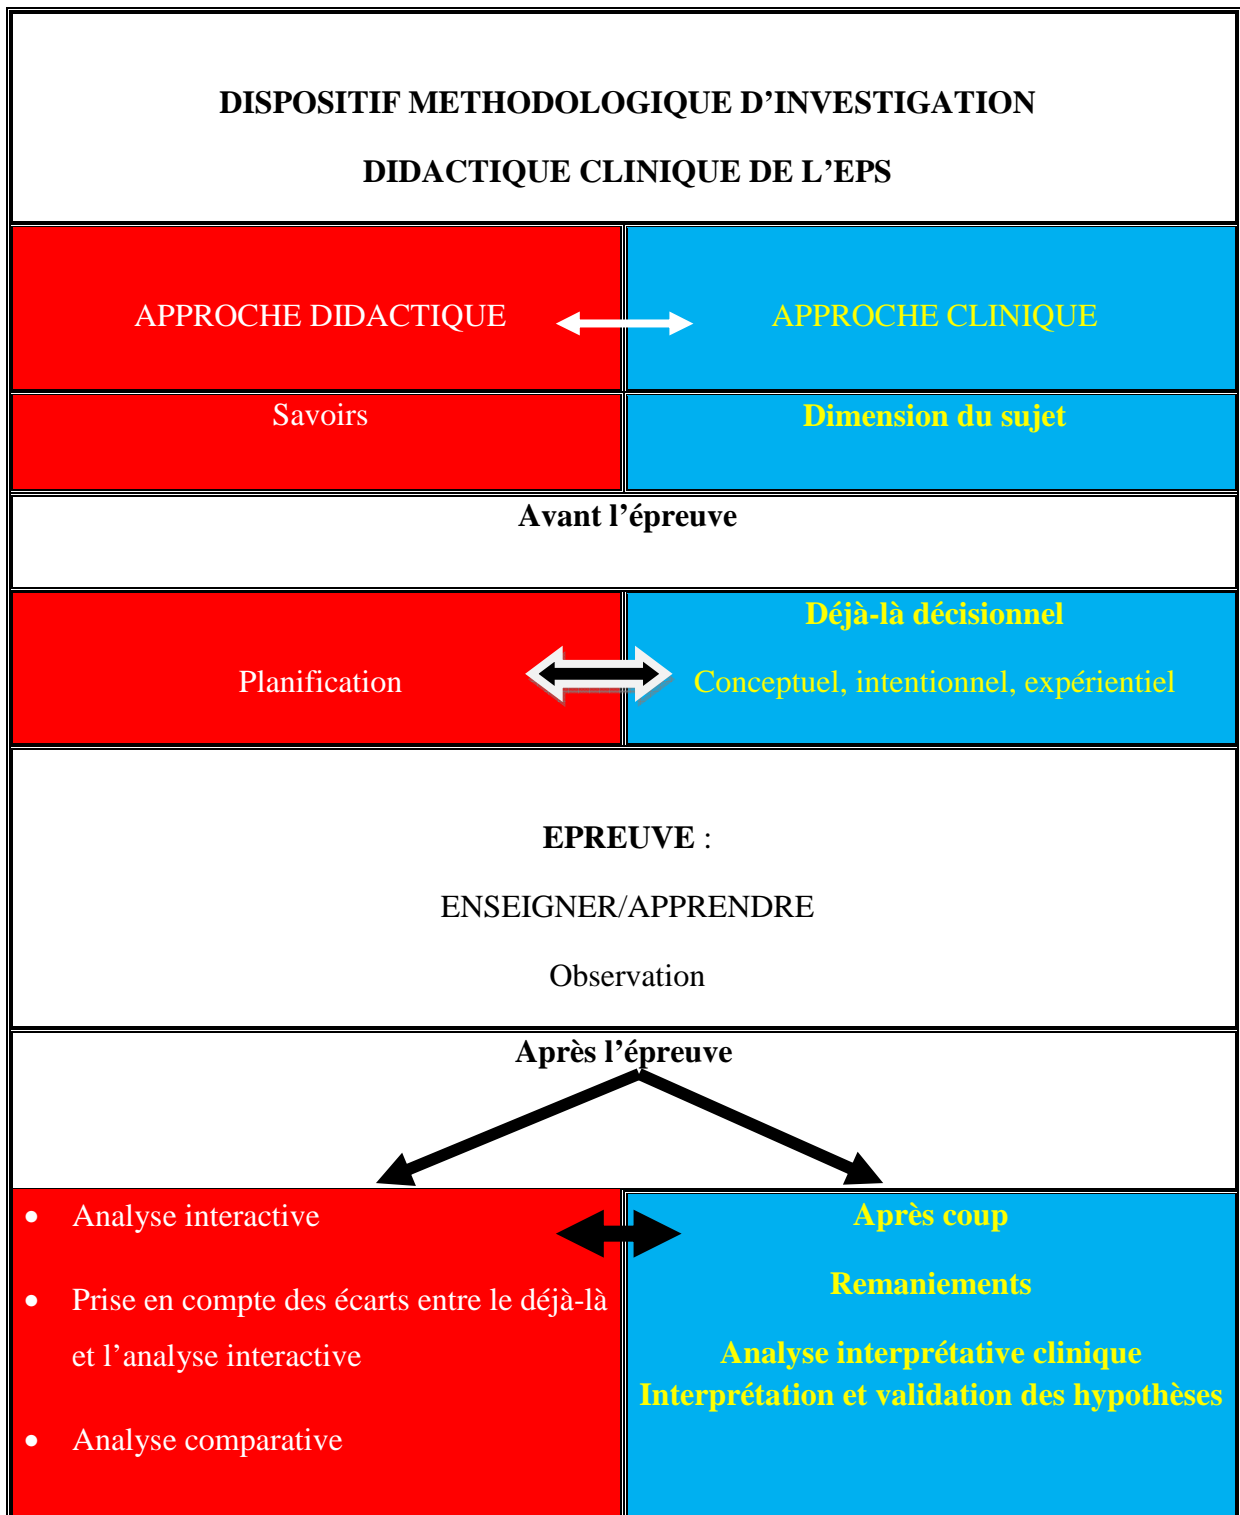 DISPOSITIF METHODOLOGIQUE D’INVESTIGATION
DIDACTIQUE CLINIQUE DE L’EPS
APPROCHE DIDACTIQUE
APPROCHE CLINIQUE
Savoirs
Dimension du sujet
Avant l’épreuve
Planification
Déjà-là décisionnel
Conceptuel, intentionnel, expérientiel
EPREUVE :
ENSEIGNER/APPRENDRE
Observation
Après l’épreuve
• Analyse interactive
• Prise en compte des écarts entre le déjà-là
et l’analyse interactive
• Analyse comparative
Après coup
Remaniements
Analyse interprétative clinique
Interprétation et validation des hypothèses